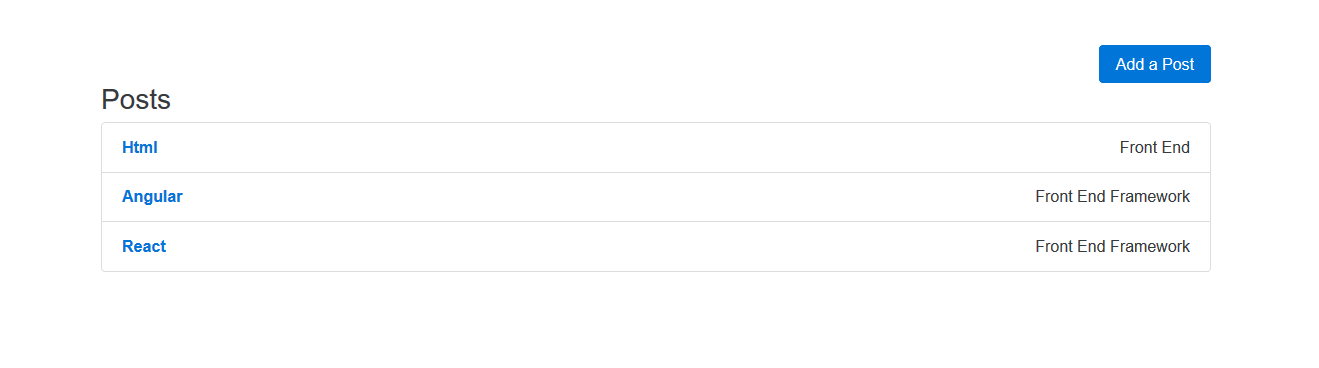 Add a Post
Posts
Html Front End
Angular Front End Framework
React Front End Framework